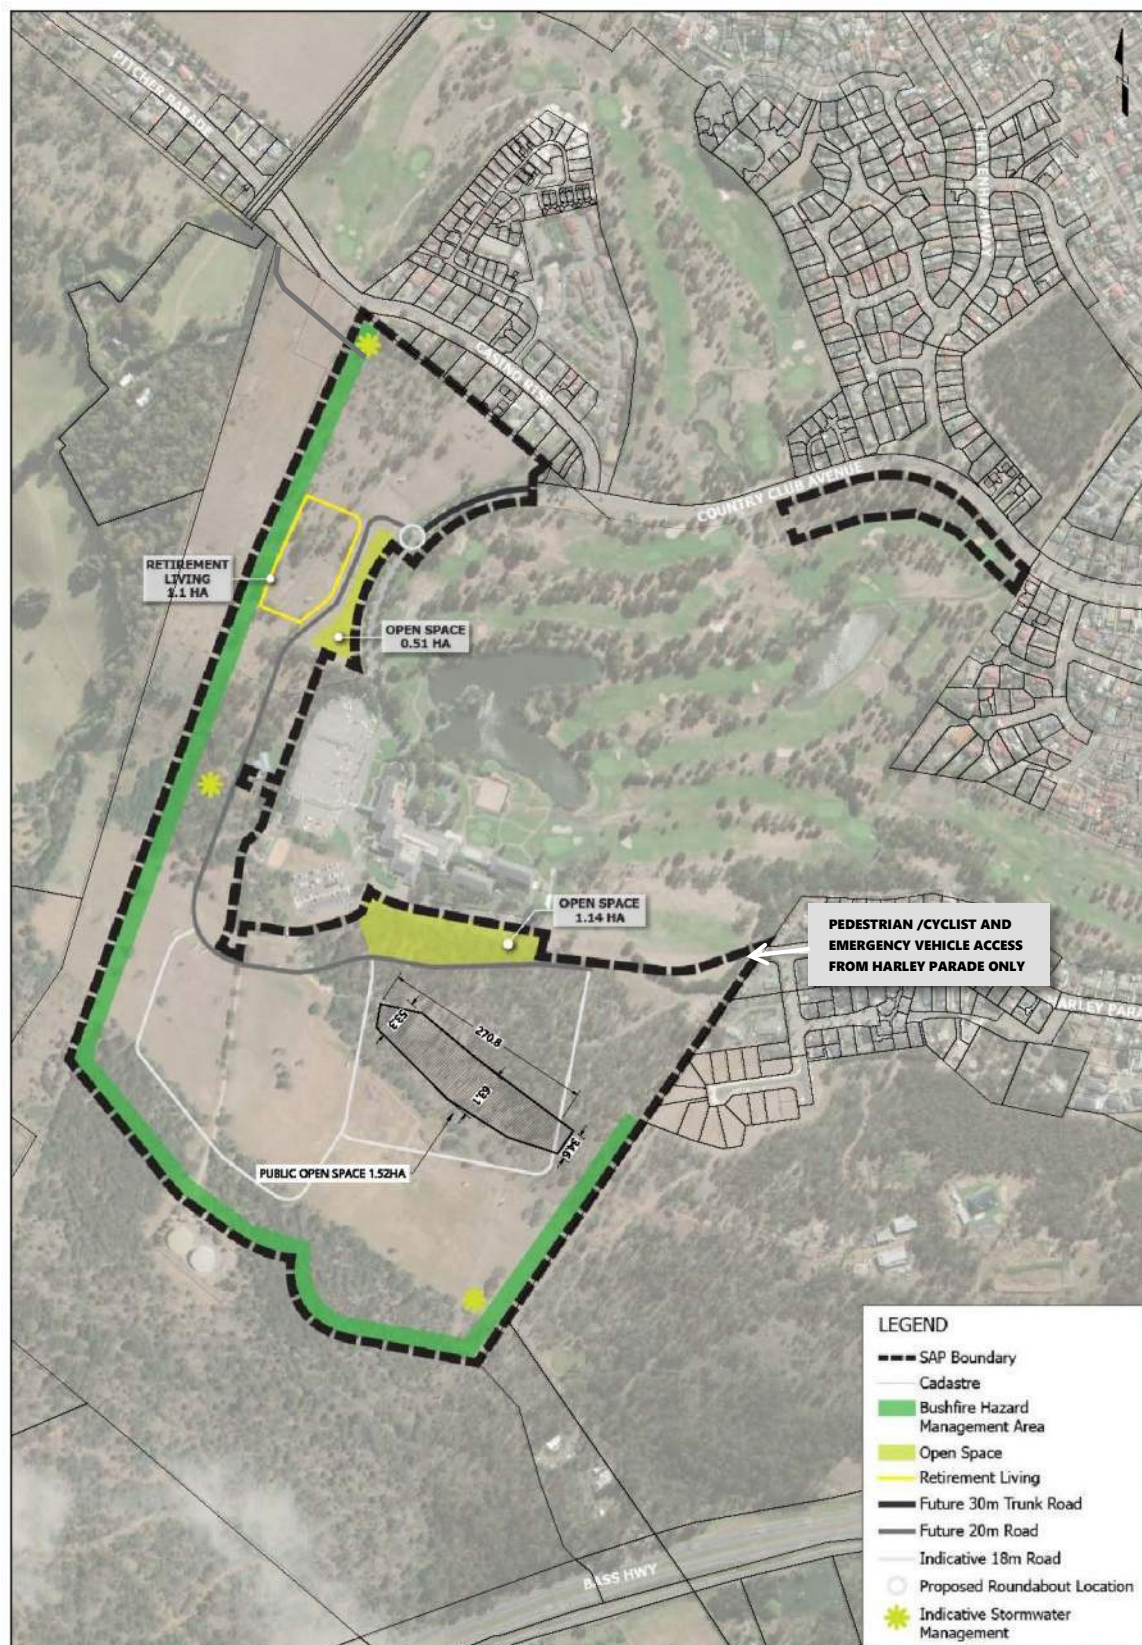 PITCHER PARADE
CASINO RISE
COUNTRY CLUB AVENUE
RETIREMENT
LIVING
2.1 HA
OPEN SPACE
0.51 HA
OPEN SPACE
1.14 HA
PEDESTRIAN /CYCLIST AND
EMERGENCY VEHICLE ACCESS
FROM HARLEY PARADE ONLY
HARLEY PARA
53.3
270.8
63.1
34.6
PUBLIC OPEN SPACE 1.52HA
BASS HWY
LEGEND
SAP Boundary
Cadastre
Bushfire Hazard
Management Area
Open Space
Retirement Living
Future 30m Trunk Road
Future 20m Road
Indicative 18m Road
Proposed Roundabout Location
Indicative Stormwater
Management